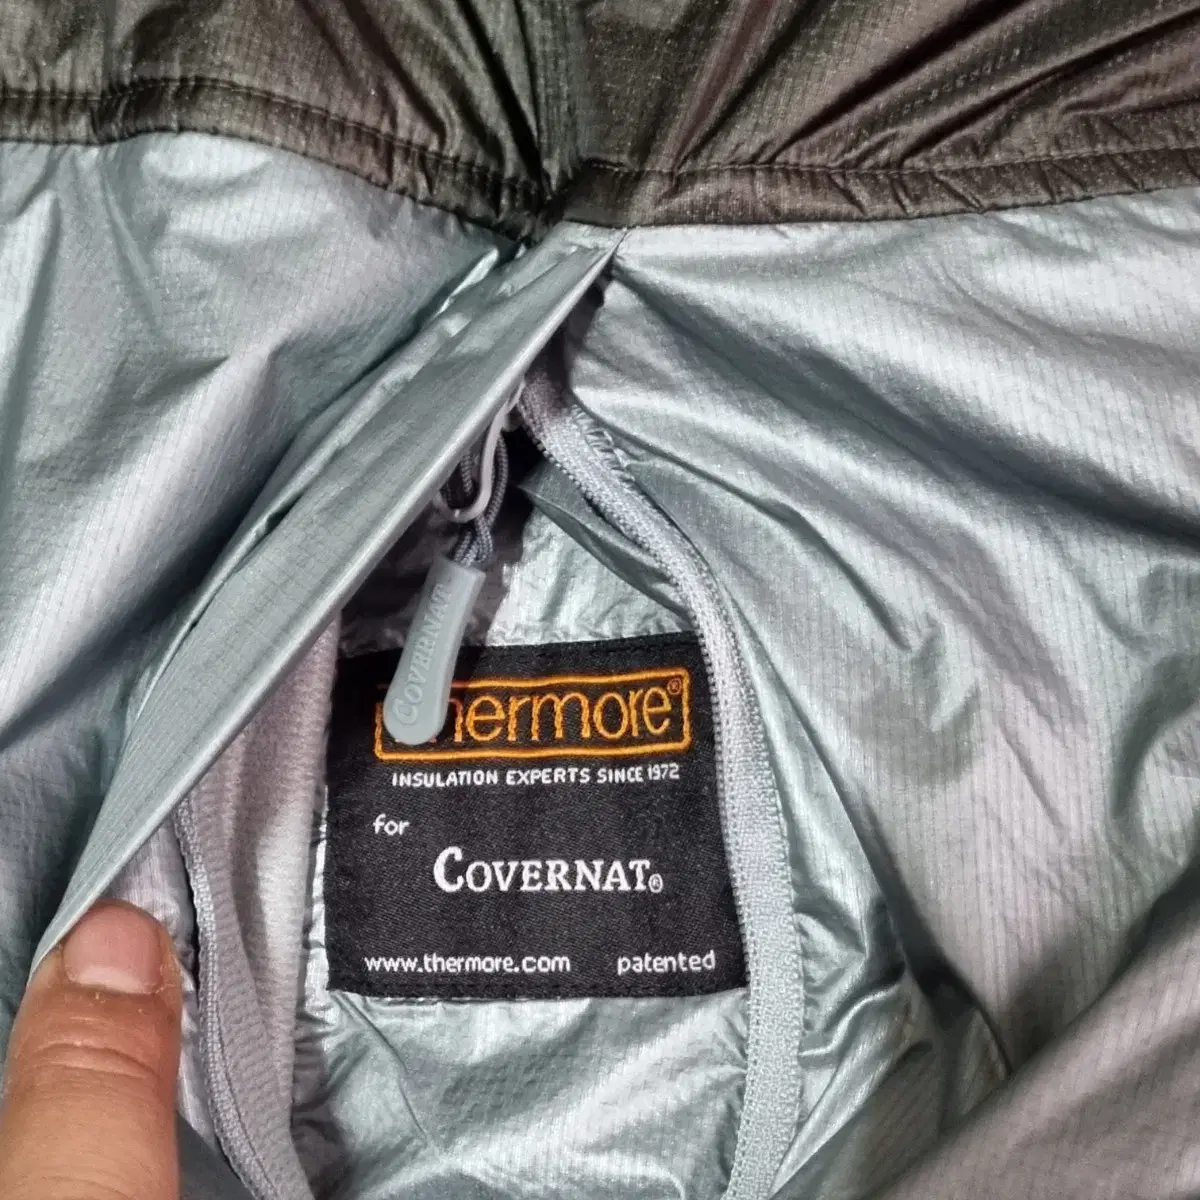 COVERNAT
thermore®
INSULATION EXPERTS SINCE 1972
for
COVERNAT®
www.thermore.com patented